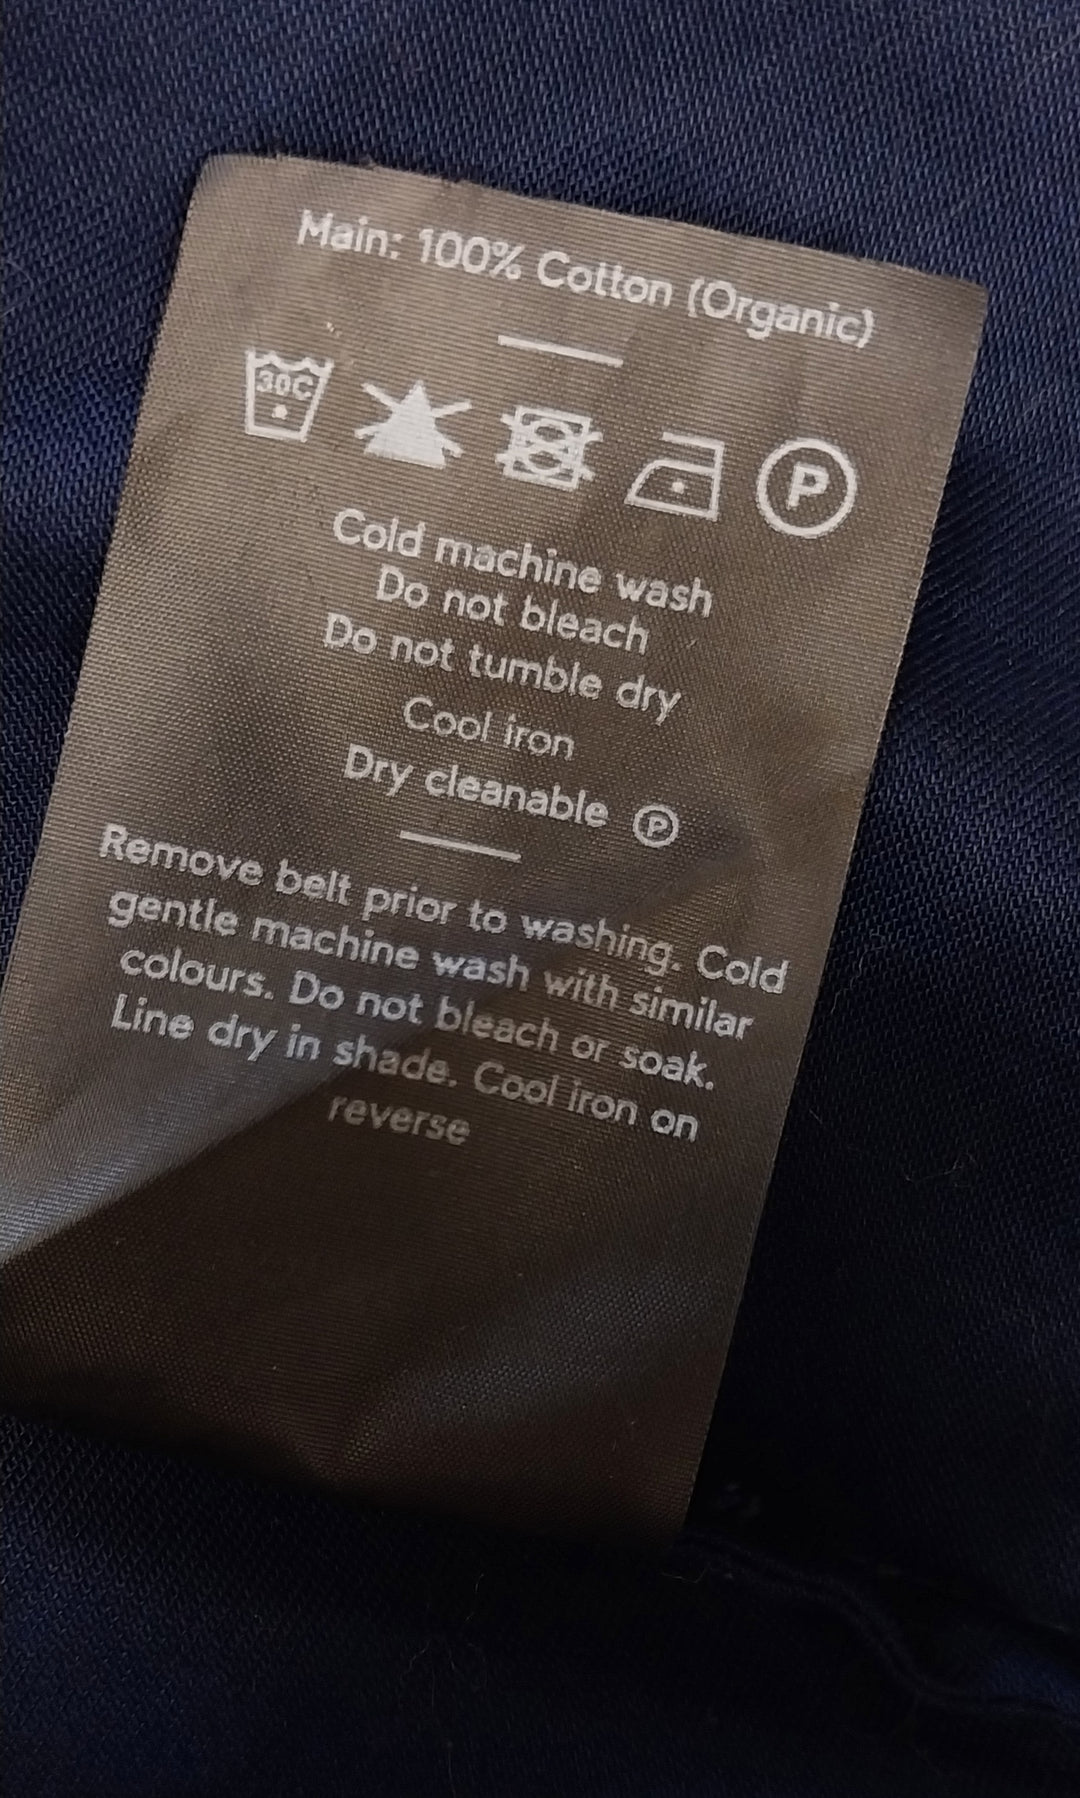 Main: 100% Cotton (Organic)
30C P
Cold machine wash
Do not bleach
Do not tumble dry
Cool iron
Dry cleanable Ⓟ
Remove belt prior to washing. Cold
gentle machine wash with similar
colours. Do not bleach or soak.
Line dry in shade. Cool iron on
reverse